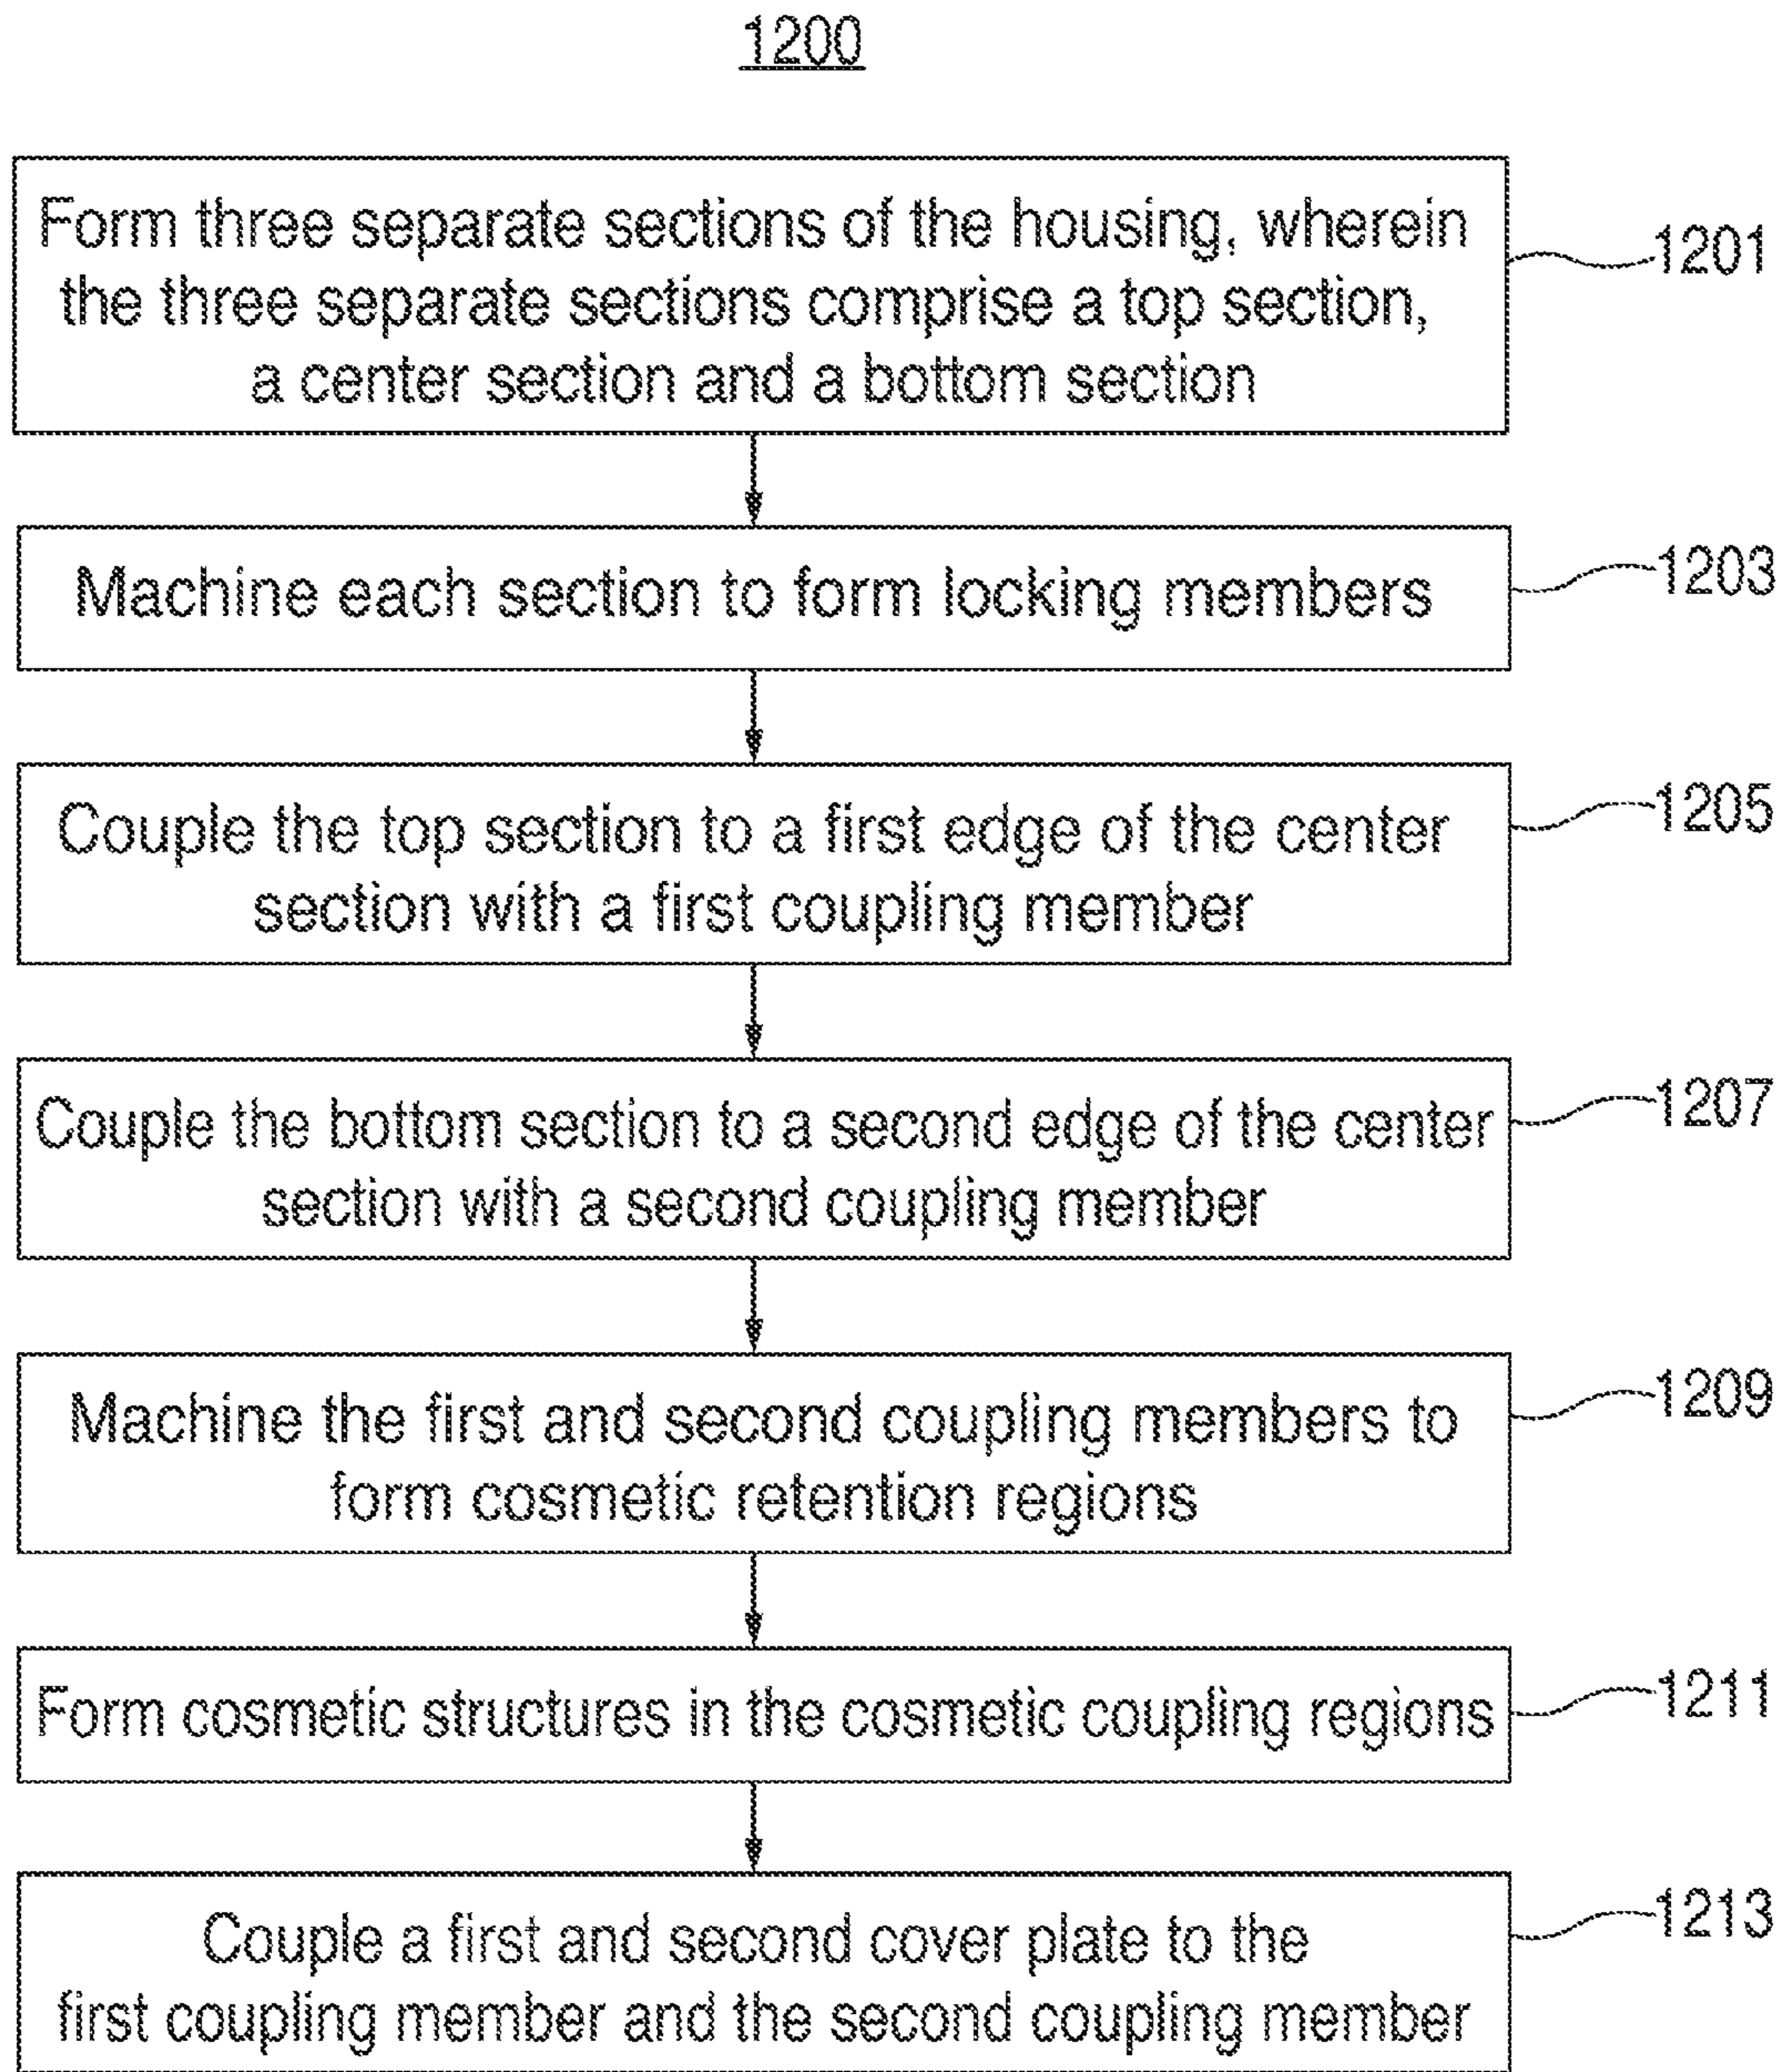 1200
Form three separate sections of the housing, wherein
the three separate sections comprise a top section,
a center section and a bottom section
1201
Machine each section to form locking members
1203
Couple the top section to a first edge of the center
section with a first coupling member
1205
Couple the bottom section to a second edge of the center
section with a second coupling member
1207
Machine the first and second coupling members to
form cosmetic retention regions
1209
Form cosmetic structures in the cosmetic coupling regions
1211
Couple a first and second cover plate to the
first coupling member and the second coupling member
1213